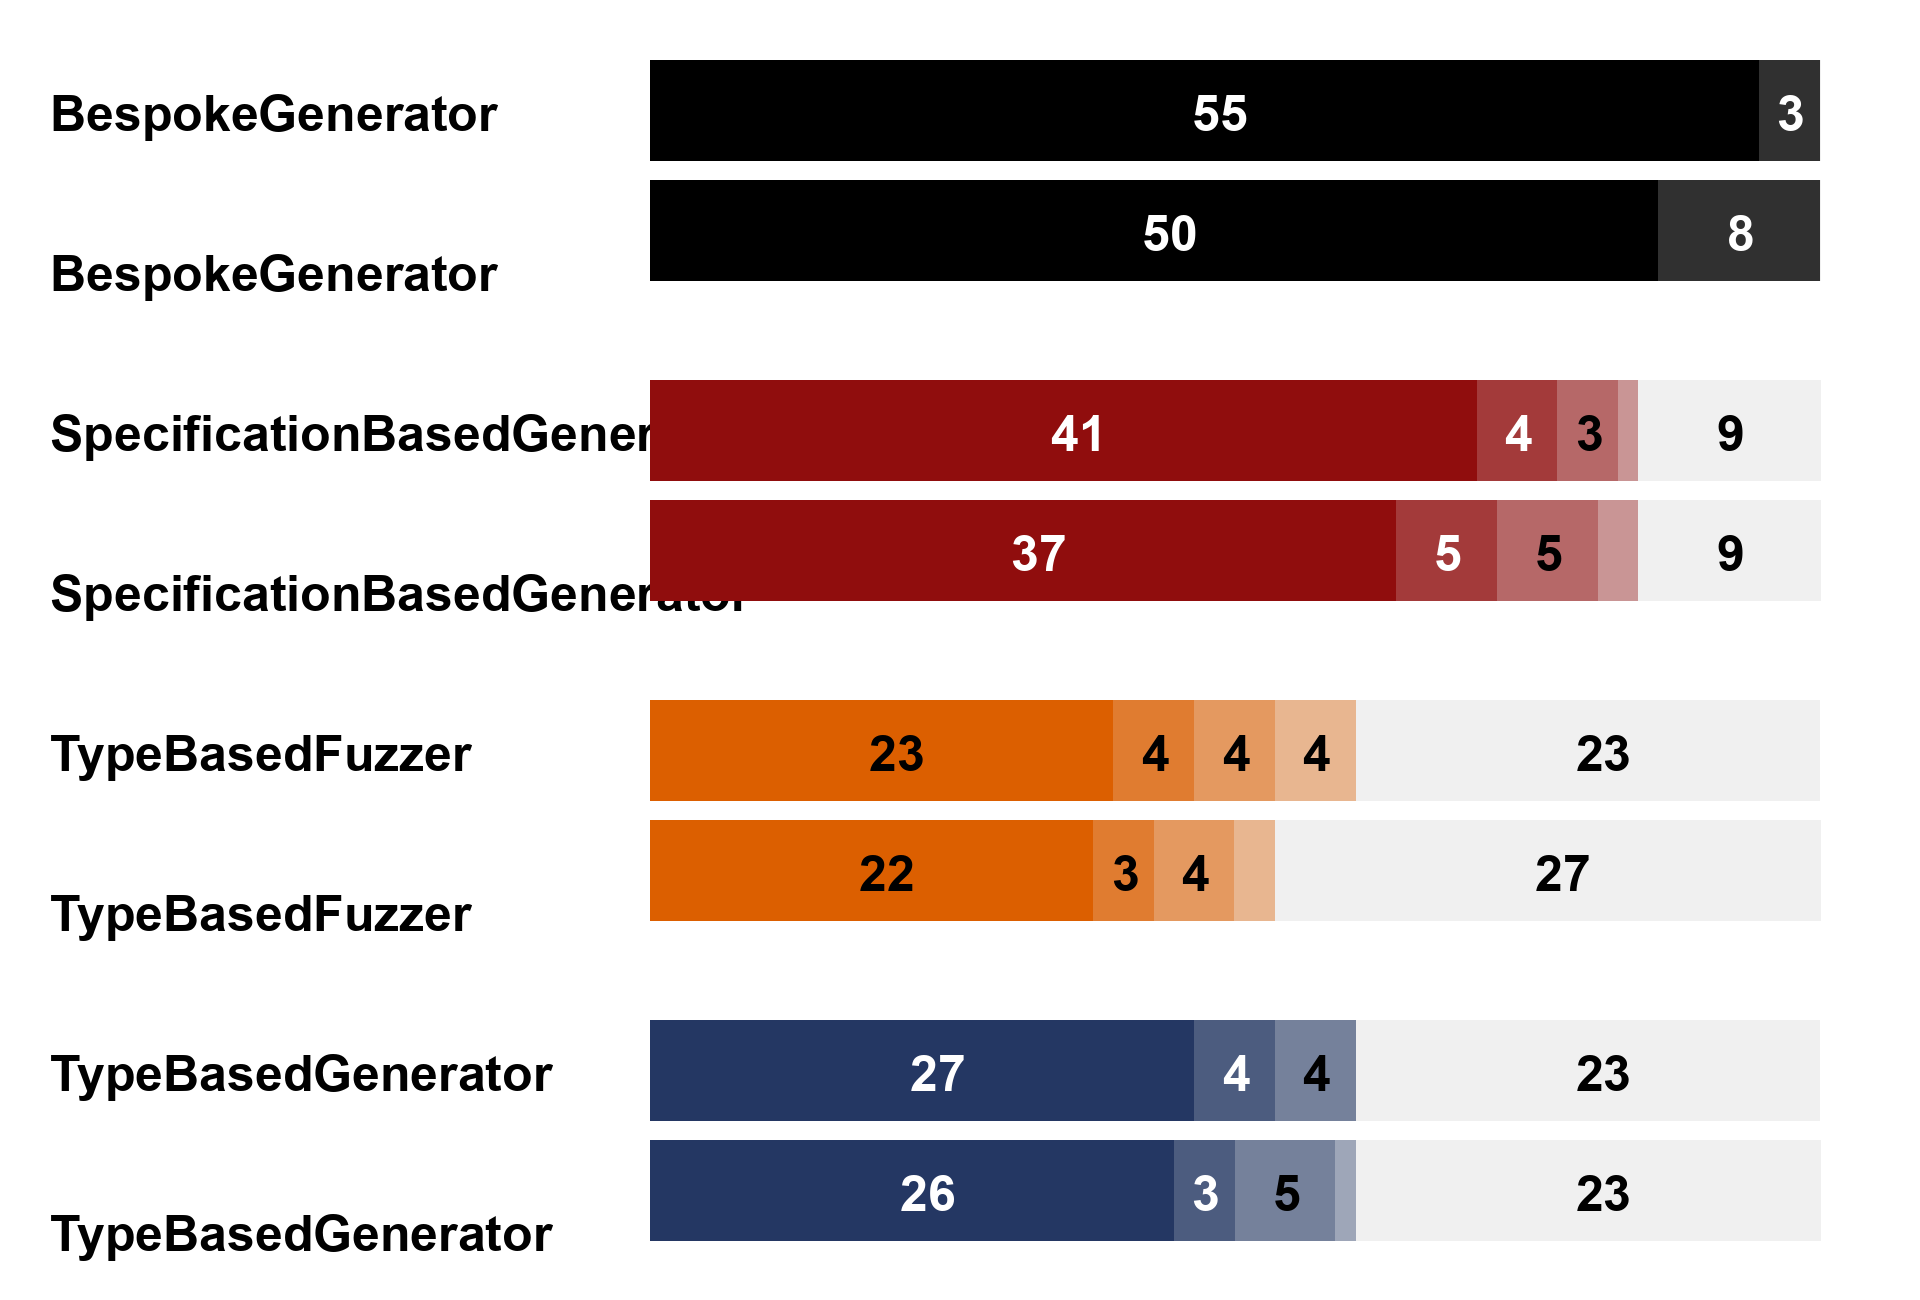 BespokeGenerator 55 3
BespokeGenerator 50 8
SpecificationBasedGener 41 4 3 9
SpecificationBasedGenerator 37 5 5 9
TypeBasedFuzzer 23 4 4 4 23
TypeBasedFuzzer 22 3 4 27
TypeBasedGenerator 27 4 4 23
TypeBasedGenerator 26 3 5 23